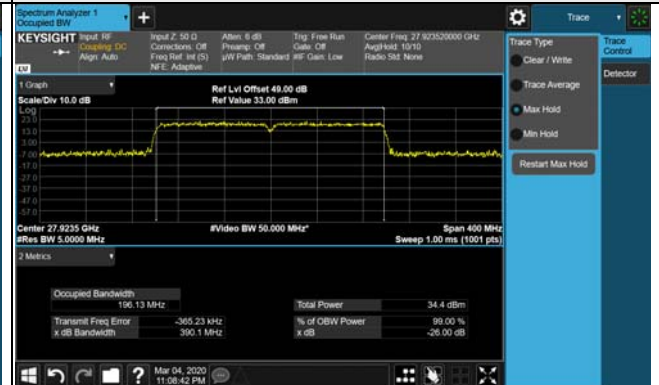 Spectrum Analyzer 1
Occupied BW
Trace
KEYSIGHT
Input: RF
Coupling: DC
Align: Auto
Input Z: 50 Ω
Corrections: Off
Freq Ref: Int (S)
NFE: Adaptive
Atten: 6 dB
Preamp: Off
µW Path: Standard
Trig: Free Run
Gate: Off
#IF Gain: Low
Center Freq: 27.923520000 GHz
Avg|Hold: 10/10
Radio Std: None
LXI
1 Graph
Scale/Div 10.0 dB
Ref Lvl Offset 49.00 dB
Ref Value 33.00 dBm
Log
23.0
13.0
3.00
-7.00
-17.0
-27.0
-37.0
-47.0
-57.0
Center 27.9235 GHz
#Res BW 5.0000 MHz
#Video BW 50.000 MHz*
Span 400 MHz
Sweep 1.00 ms (1001 pts)
2 Metrics
Occupied Bandwidth
196.13 MHz
Total Power 34.4 dBm
Transmit Freq Error -365.23 kHz
% of OBW Power 99.00 %
x dB Bandwidth 390.1 MHz
x dB -26.00 dB
?
Mar 04, 2020
11:08:42 PM
Trace Type
Clear / Write
Trace Average
Max Hold
Min Hold
Restart Max Hold
Trace
Control
Detector